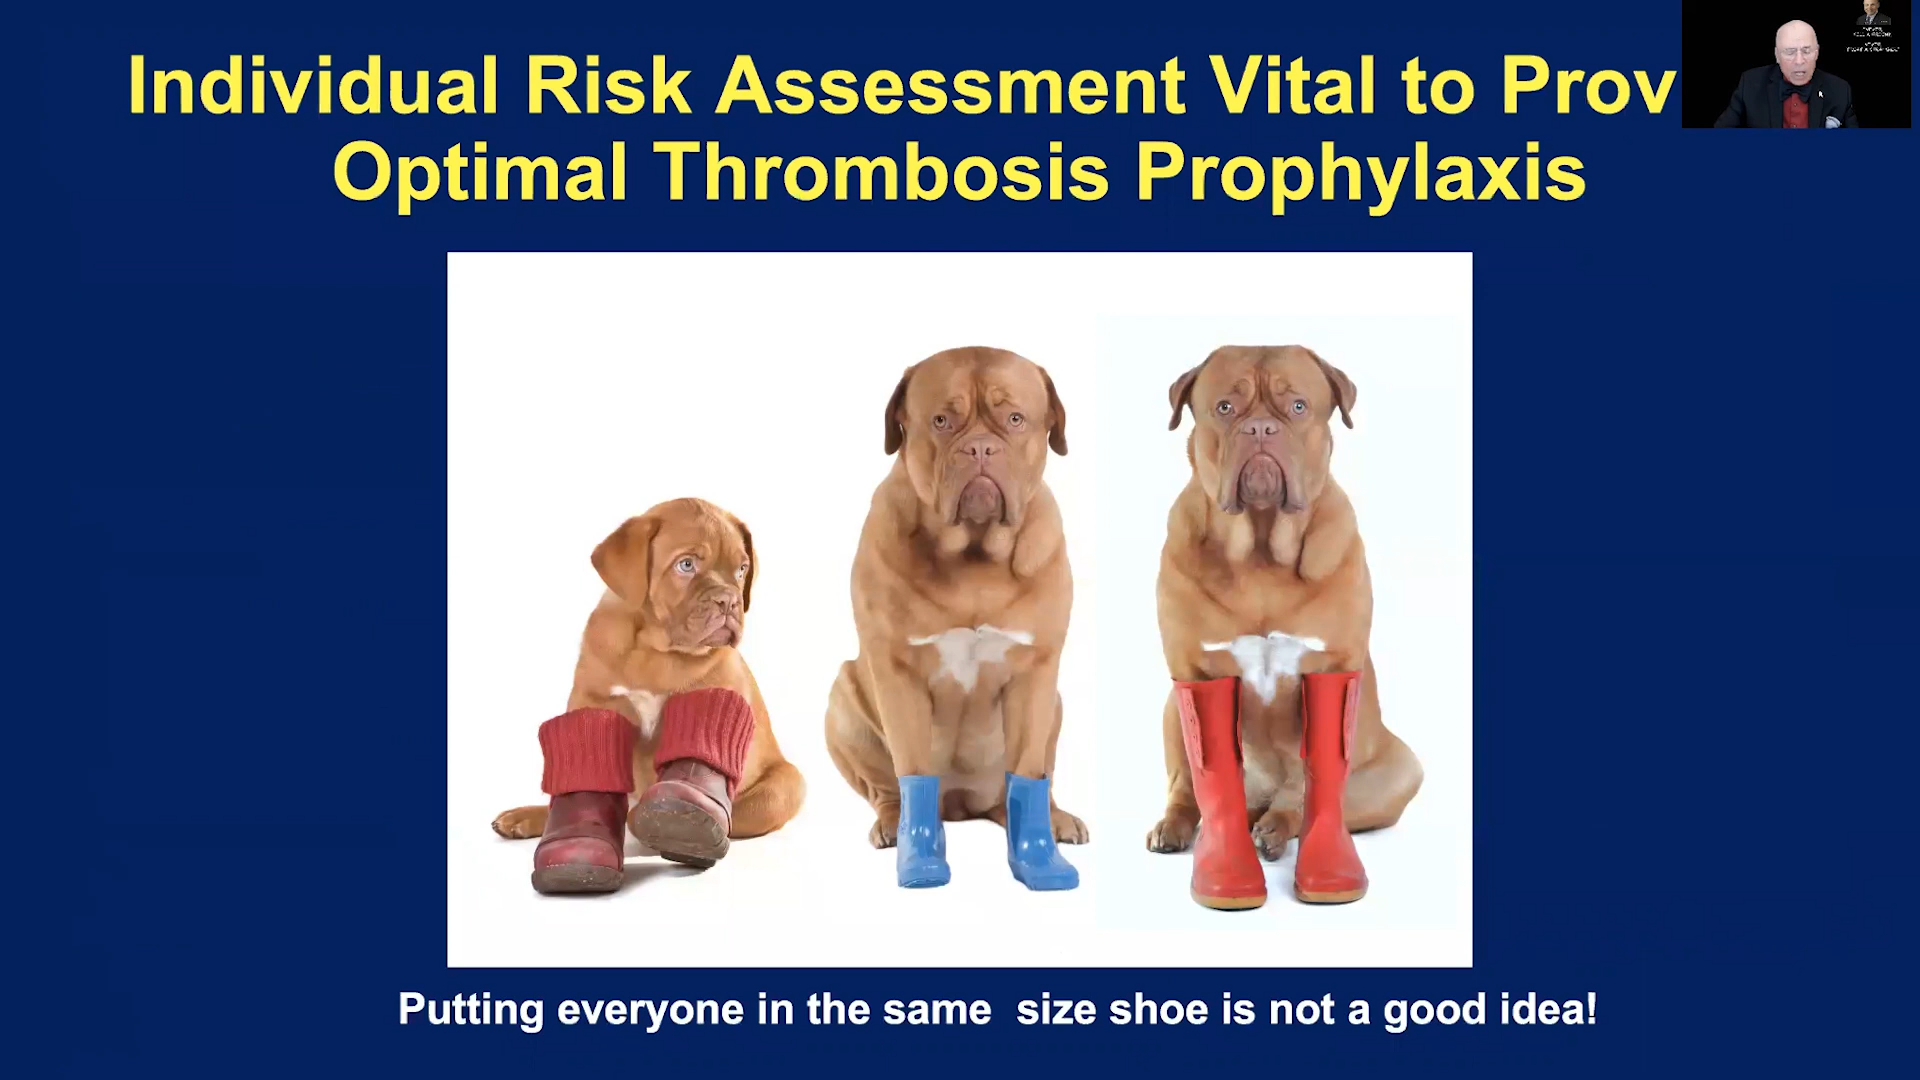 Individual Risk Assessment Vital to Prov
Optimal Thrombosis Prophylaxis
Putting everyone in the same size shoe is not a good idea!